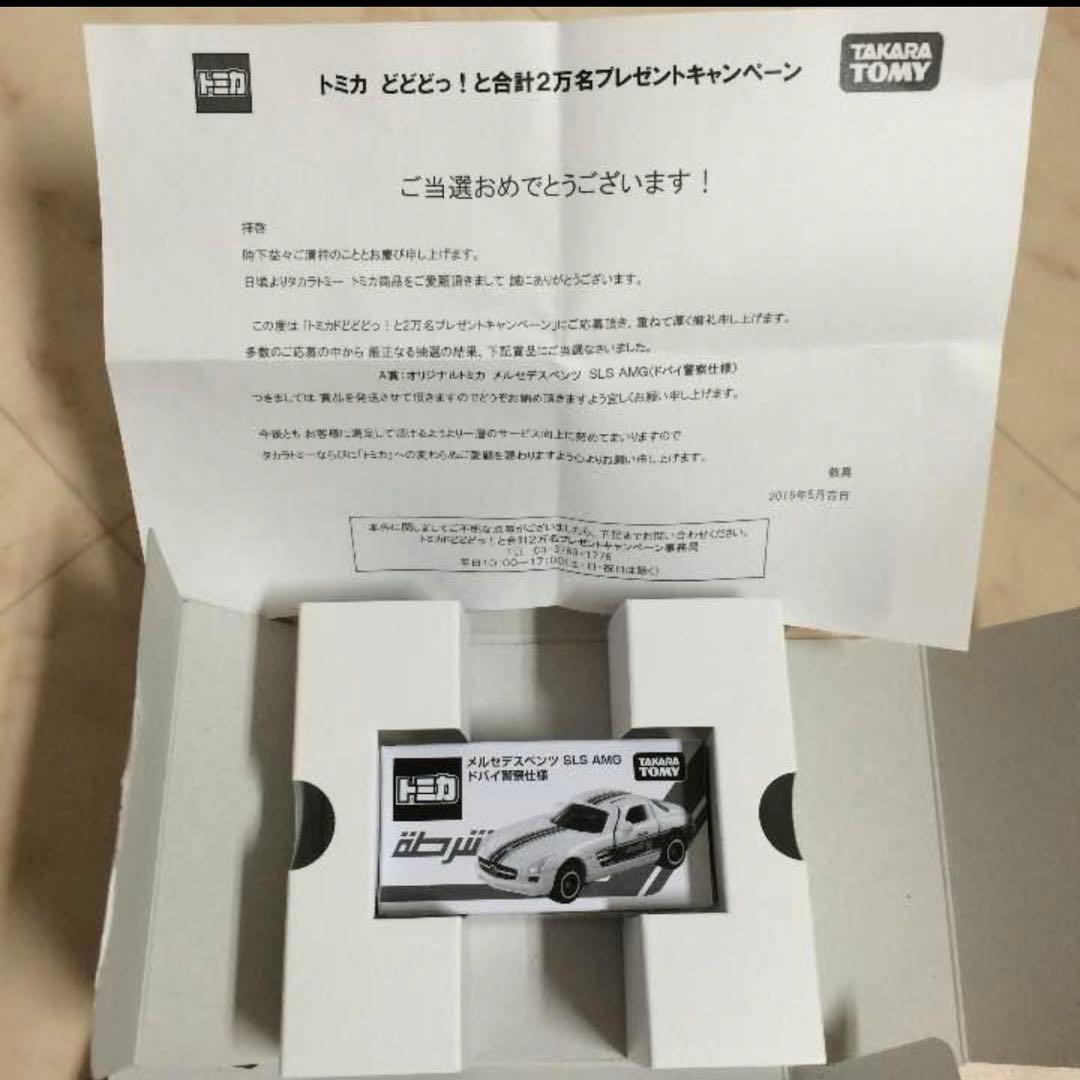 トミカ
トミカ どどどっ！と合計2万名プレゼントキャンペーン
TAKARA
TOMY
ご当選おめでとうございます！
拝啓
時下益々ご清祥のこととお慶び申し上げます。
日頃よりタカラトミー トミカ商品をご愛顧頂きまして 誠にありがとうございます。
この度は「トミカドどどどっ！と2万名プレゼントキャンペーン」にご応募頂き、重ねて厚く御礼申し上げます。
多数のご応募の中から 厳正なる抽選の結果、下記賞品にご当選なさいました。
A賞：オリジナルトミカ メルセデスベンツ SLS AMG（ドバイ警察仕様）
つきましては 賞品を発送させて頂きますのでどうぞお納め頂きますよう宜しくお願い申し上げます。
今後とも お客様に満足して頂けるようより一層のサービス向上に努めてまいりますので
タカラトミーならびに「トミカ」への変わらぬご愛顧を賜わりますよう心よりお願い申し上げます。
敬具
2015年5月吉日
本件に関しましてご不明な点等がございましたら、下記までお問い合わせください。
トミカドどどどっ！と合計2万名プレゼントキャンペーン事務局
TEL 03-
平日10:00－17:00（土・日・祝日は除く）
トミカ
メルセデスベンツ SLS AMG
ドバイ警察仕様
TAKARA
TOMY
شرطة